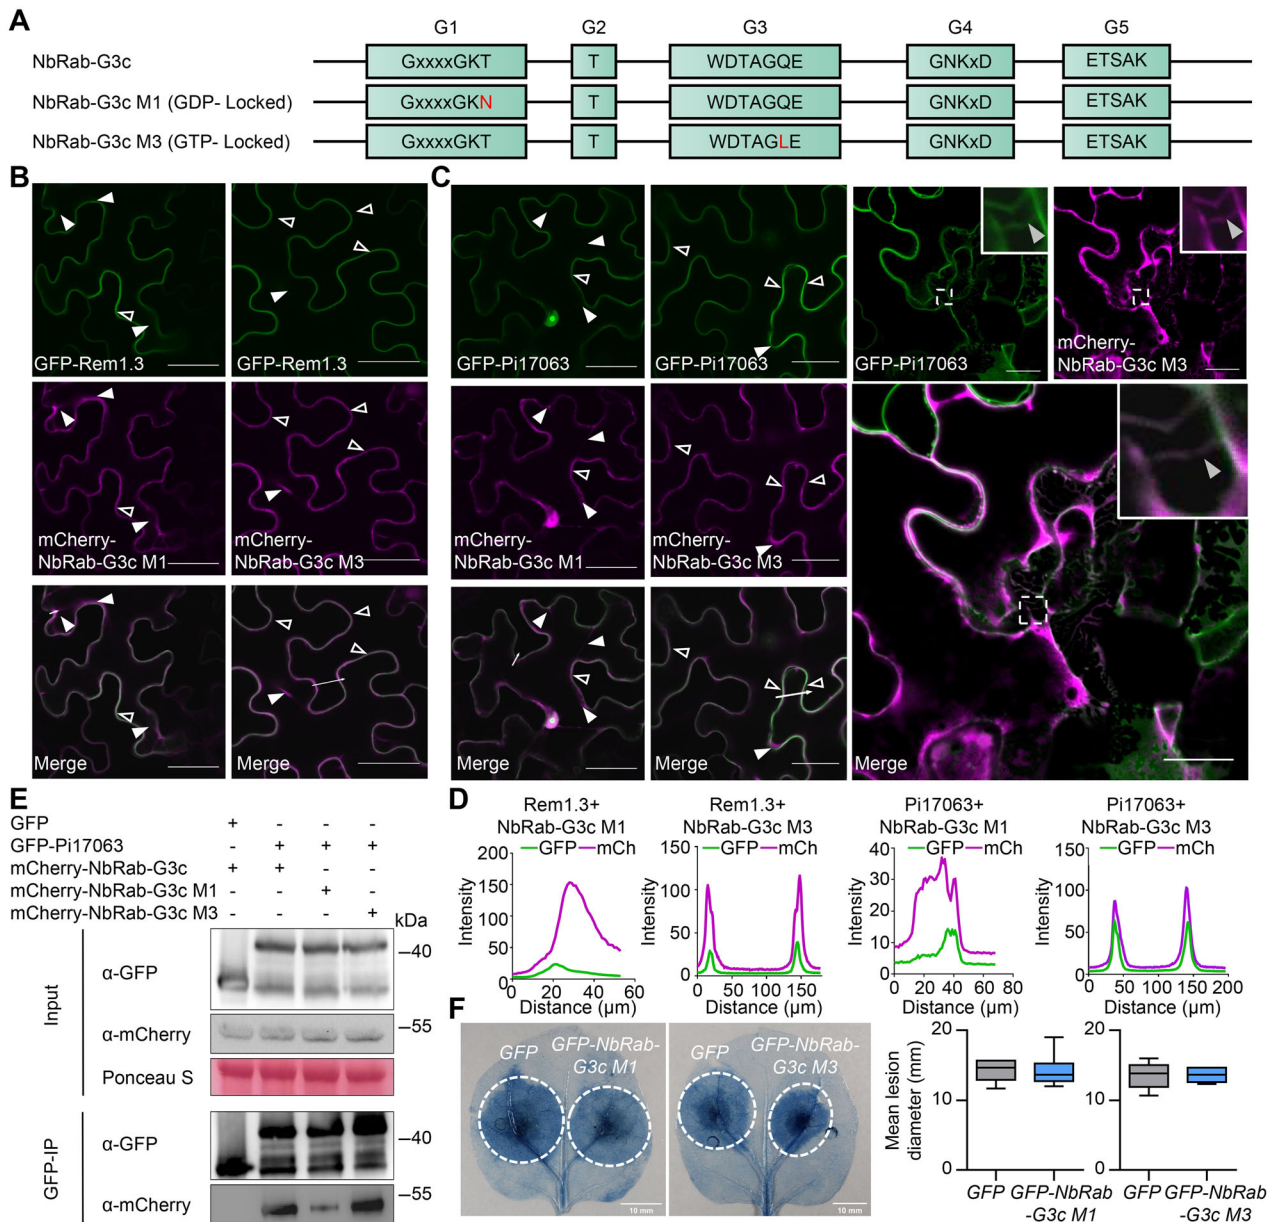 A
G1 G2 G3 G4 G5
NbRab-G3c GxxxxGKT T WDTAGQE GNKxD ETSAK
NbRab-G3c M1 (GDP- Locked) GxxxxGKN T WDTAGQE GNKxD ETSAK
NbRab-G3c M3 (GTP- Locked) GxxxxGKT T WDTAGLE GNKxD ETSAK
B
GFP-Rem1.3 GFP-Rem1.3
mCherry-
NbRab-G3c M1
mCherry-
NbRab-G3c M3
Merge Merge
C
GFP-Pi17063 GFP-Pi17063
mCherry-
NbRab-G3c M1
mCherry-
NbRab-G3c M3
Merge Merge
GFP-Pi17063
mCherry-
NbRab-G3c M3
Merge
E
GFP + - - -
GFP-Pi17063 - + + +
mCherry-NbRab-G3c + + - -
mCherry-NbRab-G3c M1 - - + -
mCherry-NbRab-G3c M3 - - - +
kDa
Input
α-GFP
–40
α-mCherry
–55
Ponceau S
GFP-IP
α-GFP
–40
α-mCherry
–55
D
Rem1.3+
NbRab-G3c M1
GFP mCh
Intensity
200
150
100
50
0
0 20 40 60
Distance (µm)
Rem1.3+
NbRab-G3c M3
GFP mCh
Intensity
150
100
50
0
0 50 100 150
Distance (µm)
Pi17063+
NbRab-G3c M1
GFP mCh
Intensity
40
30
20
10
0
0 20 40 60 80
Distance (µm)
Pi17063+
NbRab-G3c M3
GFP mCh
Intensity
150
100
50
0
0 50 100 150 200
Distance (µm)
F
GFP GFP-NbRab-
G3c M1
10 mm
GFP GFP-NbRab-
G3c M3
10 mm
Mean lesion
diameter (mm)
20
10
0
GFP GFP-NbRab
-G3c M1
20
10
0
GFP GFP-NbRab
-G3c M3